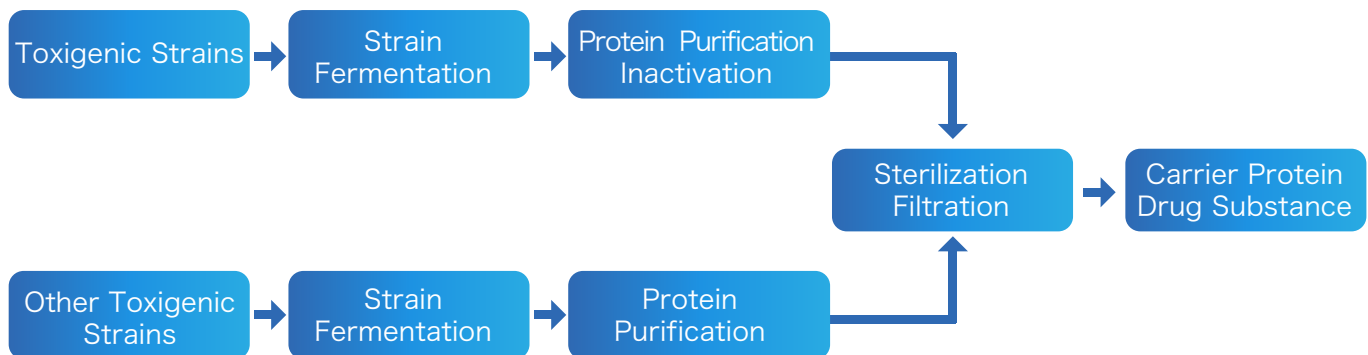 Toxigenic Strains
Strain
Fermentation
Protein Purification
Inactivation
Sterilization
Filtration
Carrier Protein
Drug Substance
Other Toxigenic
Strains
Strain
Fermentation
Protein
Purification